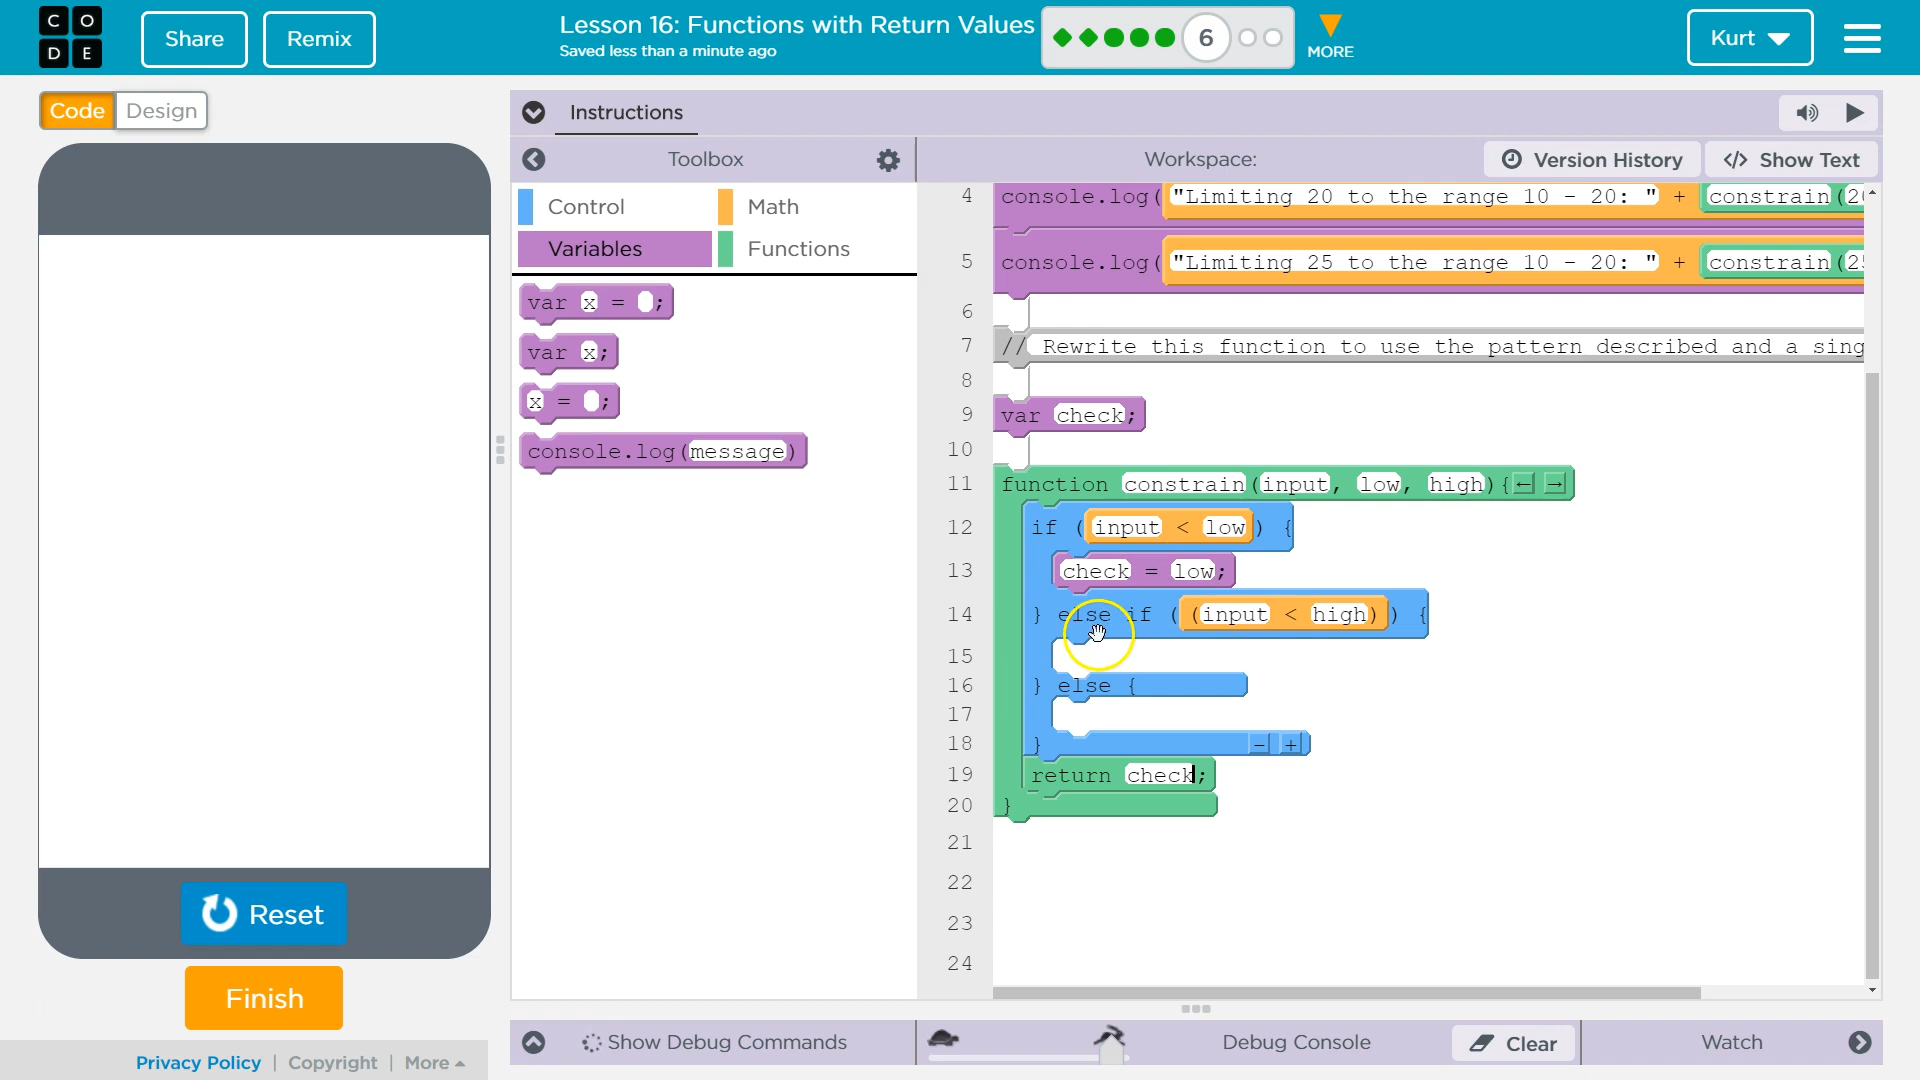 C O
D E
Share
Remix
Lesson 16: Functions with Return Values
Saved less than a minute ago
6
MORE
Kurt
Code
Design
Instructions
Toolbox
Workspace:
Version History
</> Show Text
Control
Math
Variables
Functions
var x = ;
var x;
x = ;
console.log(message)
4 console.log("Limiting 20 to the range 10 - 20: " + constrain(20
5 console.log("Limiting 25 to the range 10 - 20: " + constrain(25
6
7 // Rewrite this function to use the pattern described and a sing
8
9 var check;
10
11 function constrain(input, low, high){← →
12 if (input < low) {
13 check = low;
14 } else if ((input < high)) {
15
16 } else {
17
18 } - +
19 return check;
20 }
21
22
23
24
Reset
Finish
Privacy Policy | Copyright | More
Show Debug Commands
Debug Console
Clear
Watch